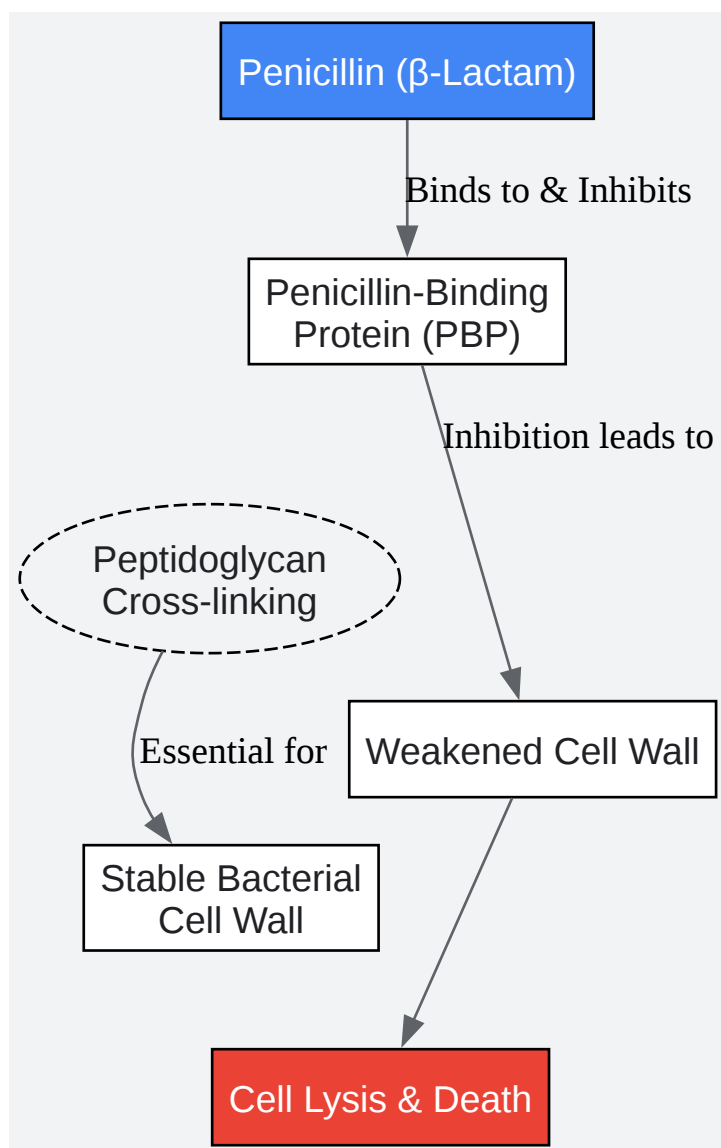 Penicillin (β-Lactam)
Binds to & Inhibits
Penicillin-Binding
Protein (PBP)
Inhibition leads to
Peptidoglycan
Cross-linking
Essential for
Weakened Cell Wall
Stable Bacterial
Cell Wall
Cell Lysis & Death